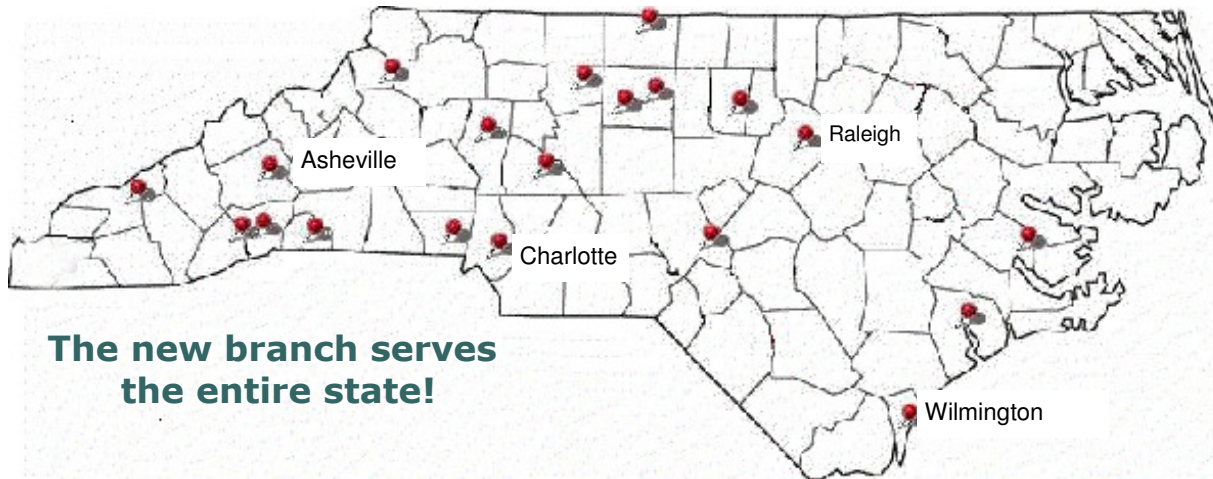 Raleigh
Asheville
Charlotte
The new branch serves
the entire state!
Wilmington